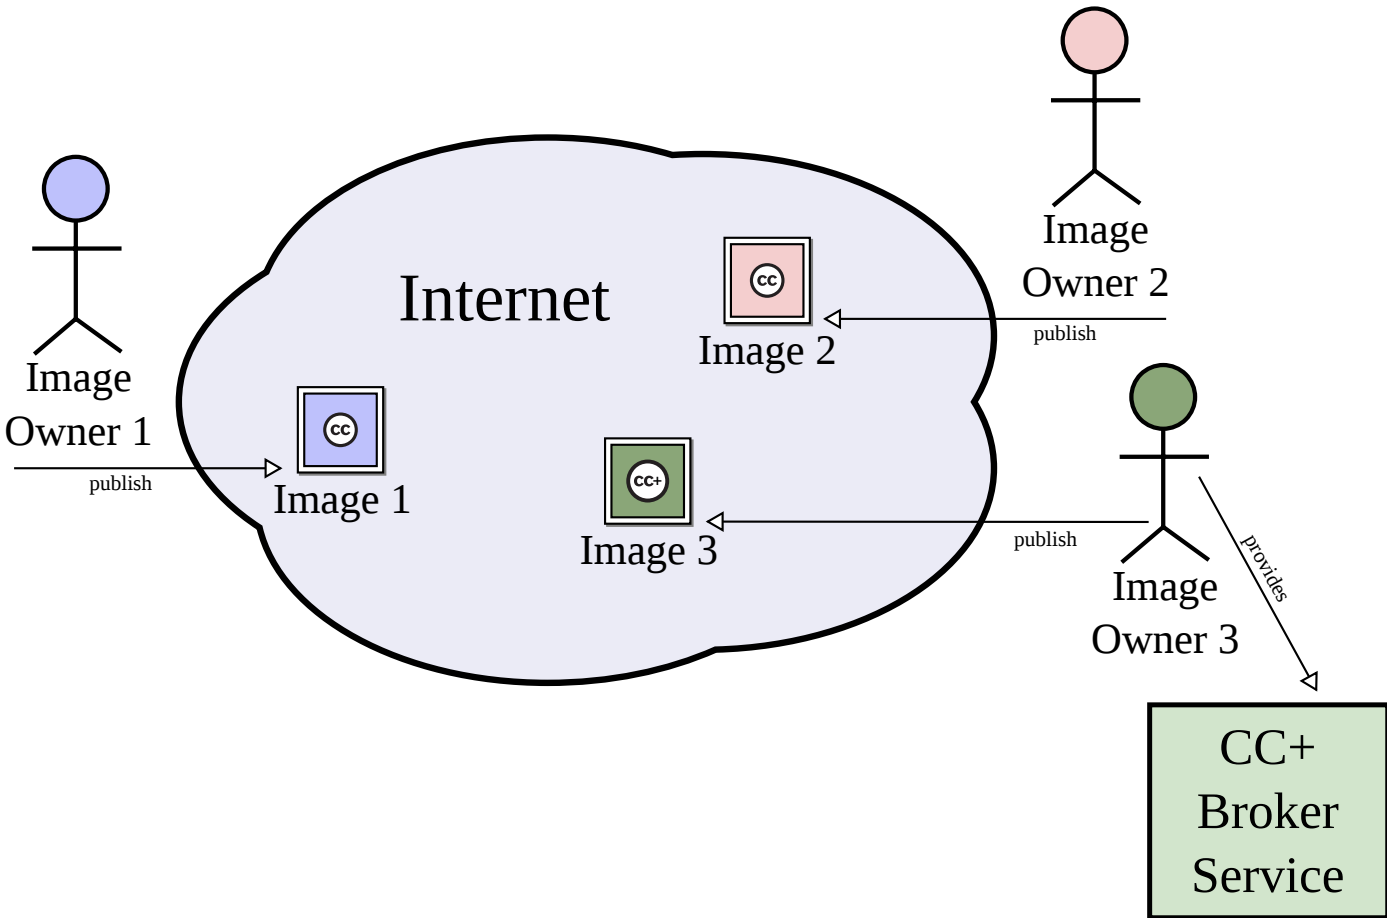 Image
Owner 2
publish
Internet
CC
Image 2
Image
Owner 1
publish
CC
Image 1
CC+
Image 3
publish
Image
Owner 3
provides
CC+
Broker
Service